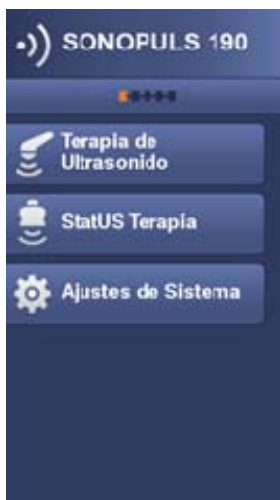 SONOPULS 190
Terapia de
Ultrasonido
StatUS Terapia
Ajustes de Sistema